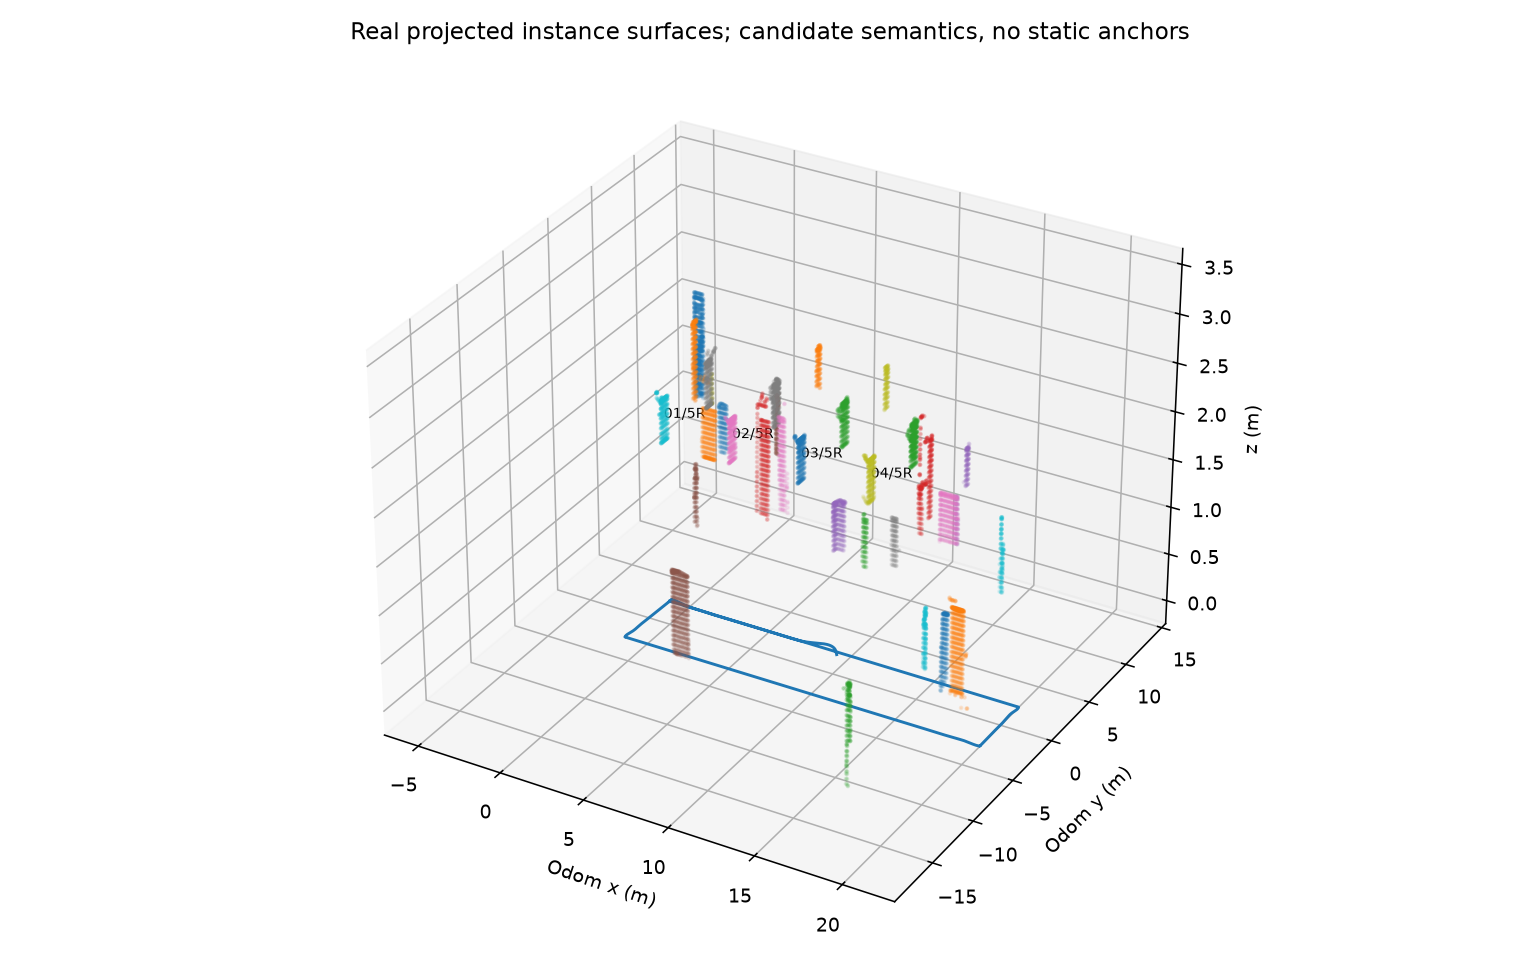 Real projected instance surfaces; candidate semantics, no static anchors
01/5R
02/5R
03/5R
04/5R
3.5
3.0
2.5
2.0
1.5
1.0
0.5
0.0
z (m)
15
10
5
0
−5
−10
−15
Odom y (m)
−5
0
5
10
15
20
Odom x (m)